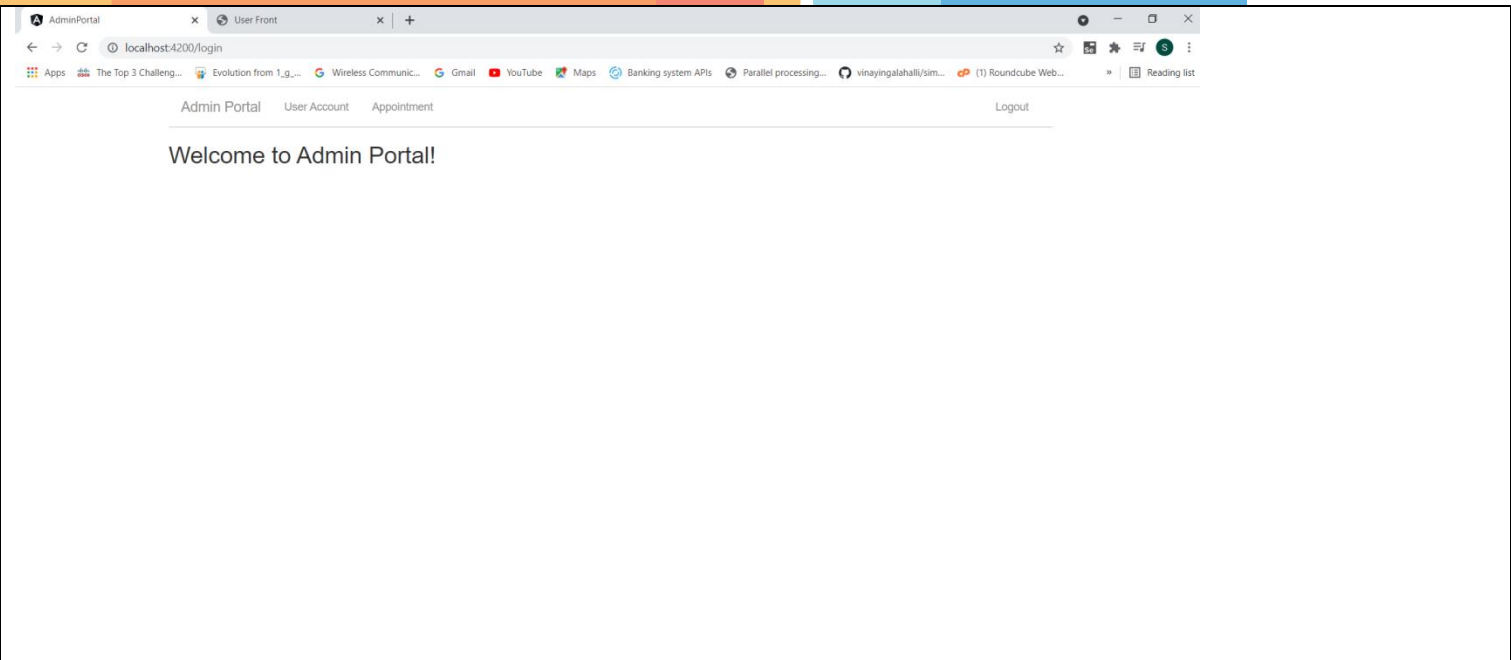 AdminPortal User Front
localhost:4200/login S
Apps The Top 3 Challeng... Evolution from 1_g_... Wireless Communic... Gmail YouTube Maps Banking system APIs Parallel processing... vinayingalahalli/sim... (1) Roundcube Web... » Reading list
Admin Portal User Account Appointment Logout
Welcome to Admin Portal!